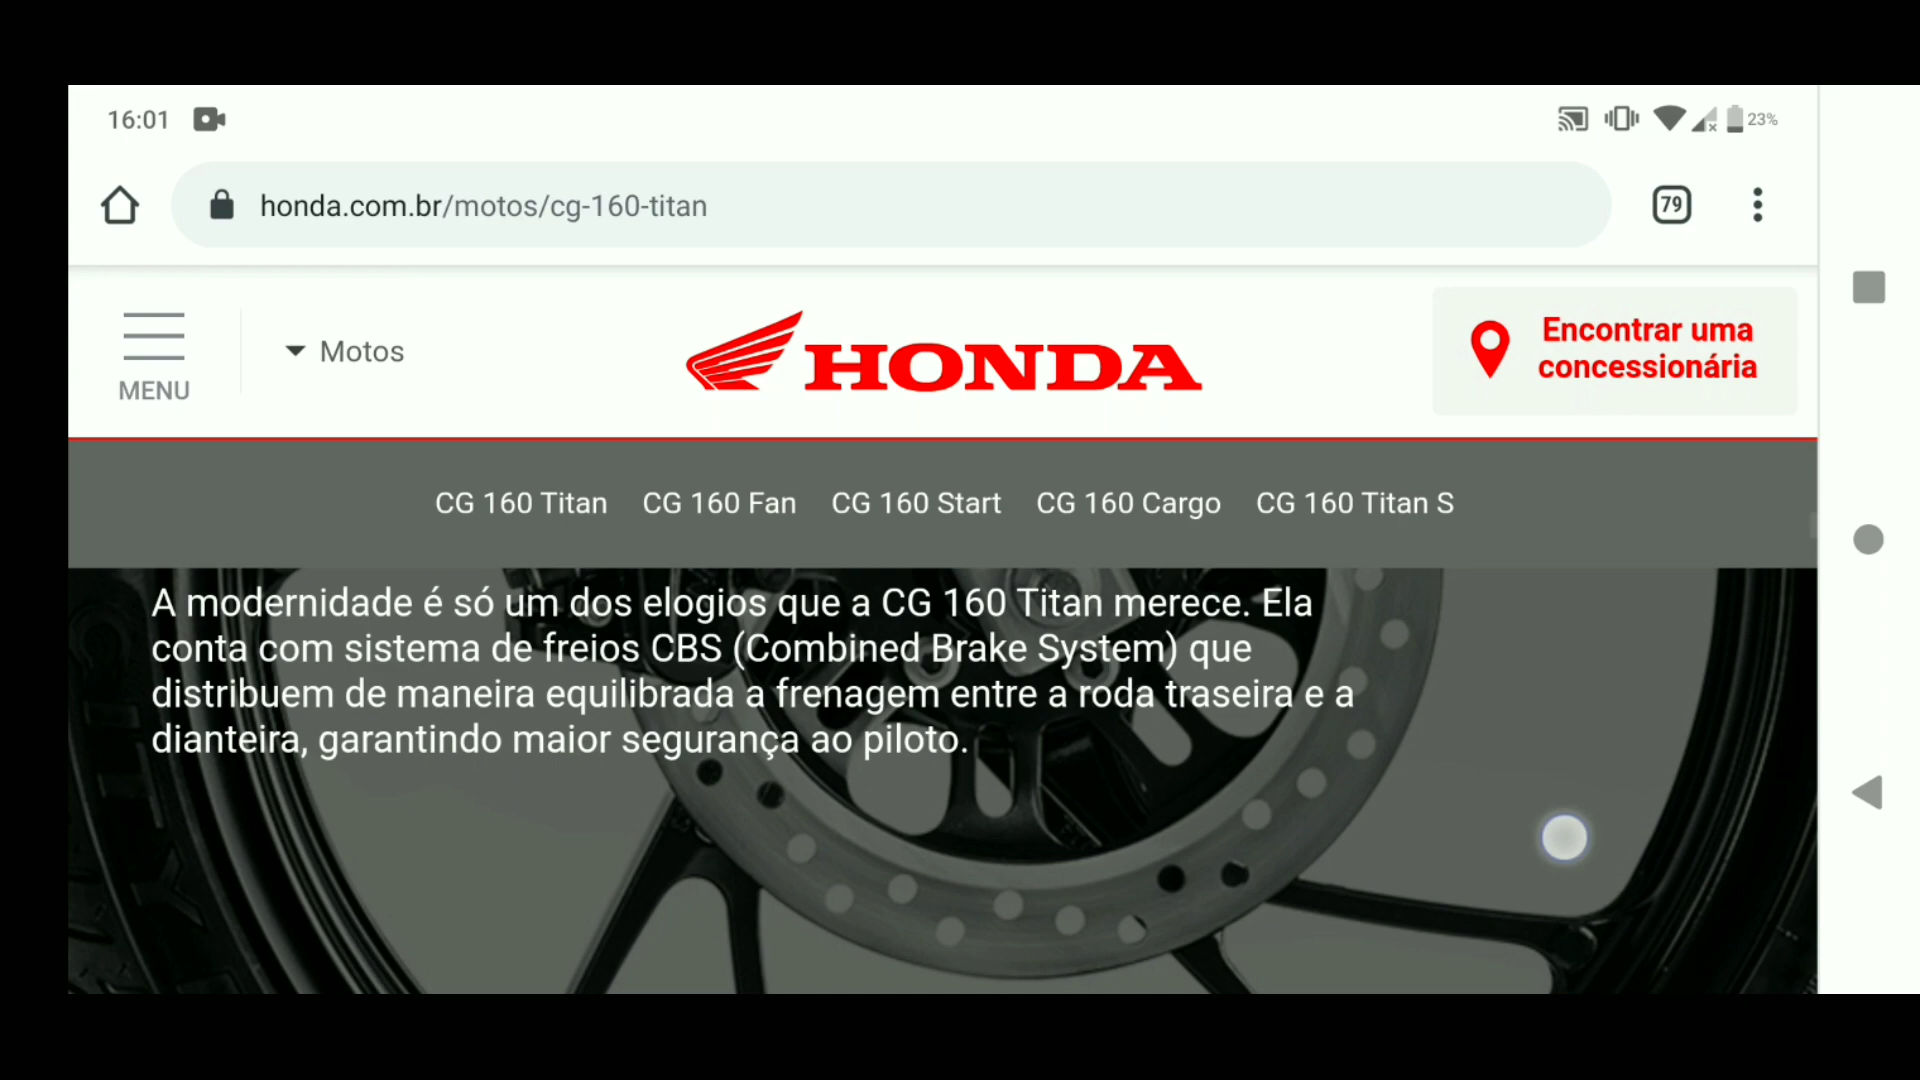 16:01
23%
honda.com.br/motos/cg-160-titan
79
MENU
Motos
HONDA
Encontrar uma
concessionária
CG 160 Titan CG 160 Fan CG 160 Start CG 160 Cargo CG 160 Titan S
A modernidade é só um dos elogios que a CG 160 Titan merece. Ela
conta com sistema de freios CBS (Combined Brake System) que
distribuem de maneira equilibrada a frenagem entre a roda traseira e a
dianteira, garantindo maior segurança ao piloto.